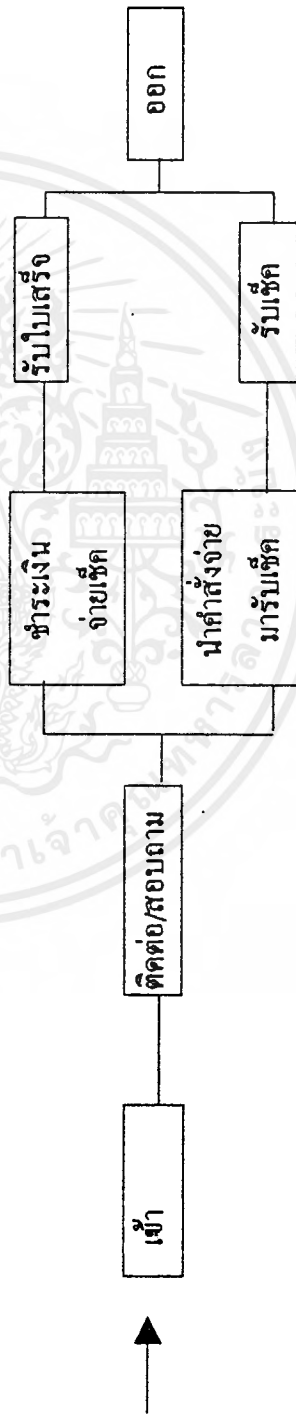 เข้า
ติดต่อ/สอบถาม
ชำระเงิน
จ่ายเช็ค
รับใบเสร็จ
นำคำสั่งจ่าย
มารับเช็ค
รับเช็ค
ออก